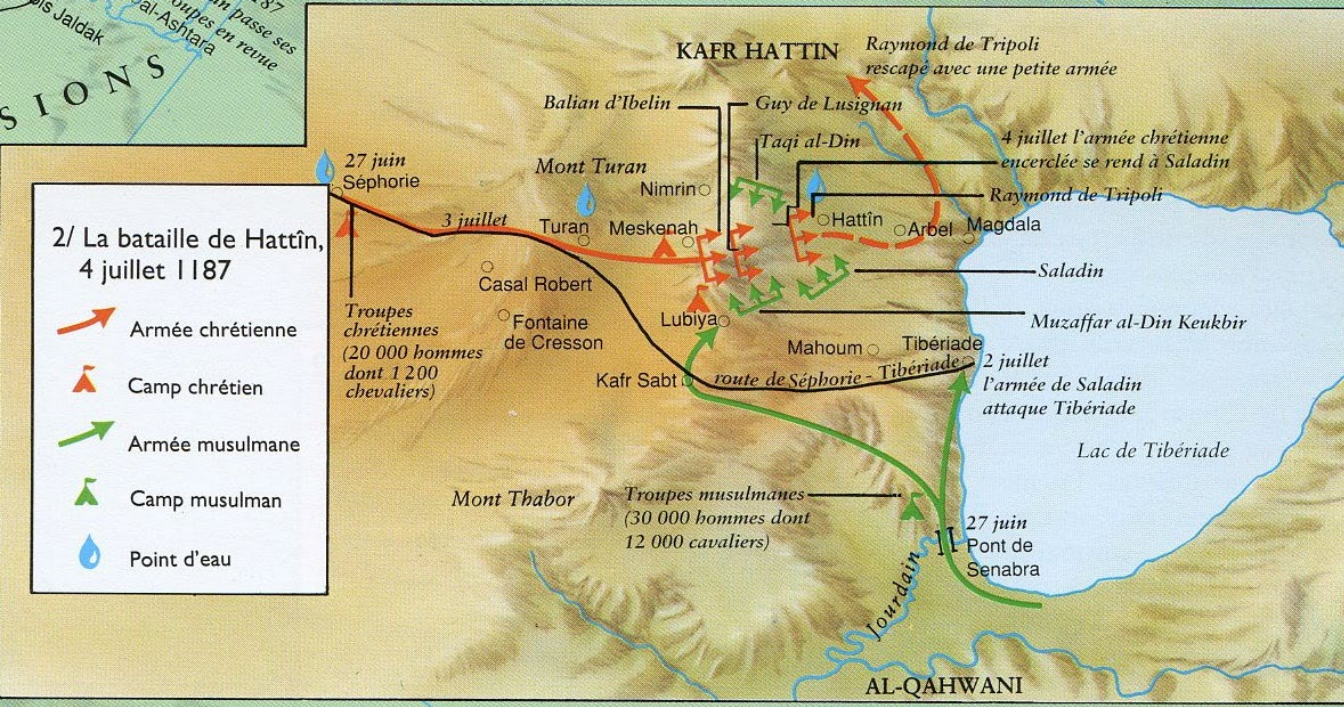 is Jaldak
al-Ashtara
1187
un passe ses
troupes en revue
SIONS
KAFR HATTIN
Raymond de Tripoli
rescapé avec une petite armée
Balian d'Ibelin
Guy de Lusignan
Taqi al-Din
4 juillet l'armée chrétienne
encerclée se rend à Saladin
27 juin
Séphorie
Mont Turan
Nimrin
Raymond de Tripoli
3 juillet
Turan
Meskenah
Hattîn
Arbel
Magdala
2/ La bataille de Hattîn,
4 juillet 1187
Armée chrétienne
Camp chrétien
Armée musulmane
Camp musulman
Point d'eau
Casal Robert
Saladin
Troupes
chrétiennes
(20 000 hommes
dont 1 200
chevaliers)
Fontaine
de Cresson
Lubiya
Muzaffar al-Din Keukbir
Mahoum
Tibériade
Kafr Sabt
route de Séphorie - Tibériade
2 juillet
l'armée de Saladin
attaque Tibériade
Lac de Tibériade
Mont Thabor
Troupes musulmanes
(30 000 hommes dont
12 000 cavaliers)
27 juin
Pont de
Senabra
Jourdain
AL-QAHWANI